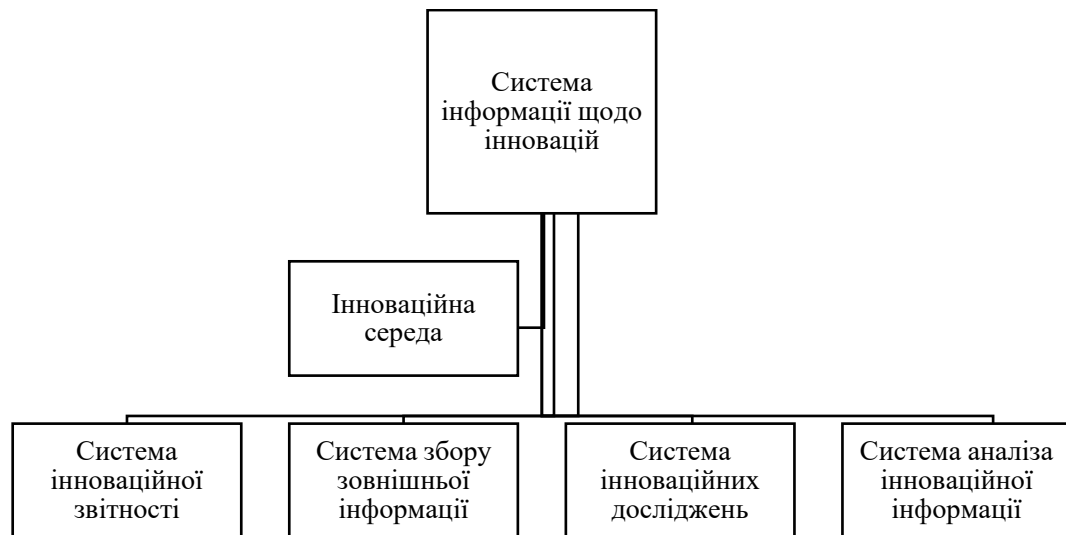 Система
інформації щодо
інновацій
Інноваційна
середа
Система
інноваційної
звітності
Система збору
зовнішньої
інформації
Система
інноваційних
досліджень
Система аналіза
інноваційної
інформації